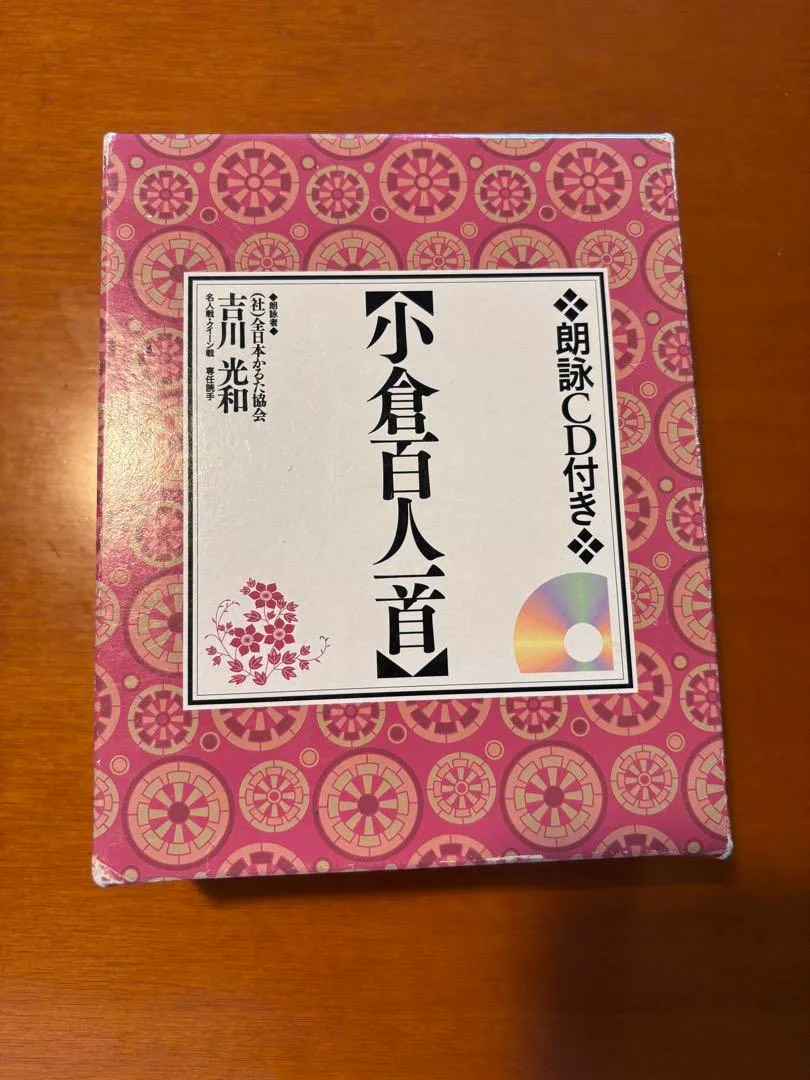 ❖朗詠CD付き❖
【小倉百人一首】
◆朗詠者◆
(社)全日本かるた協会
吉川 光和
名人戦・クイーン戦 専任読手